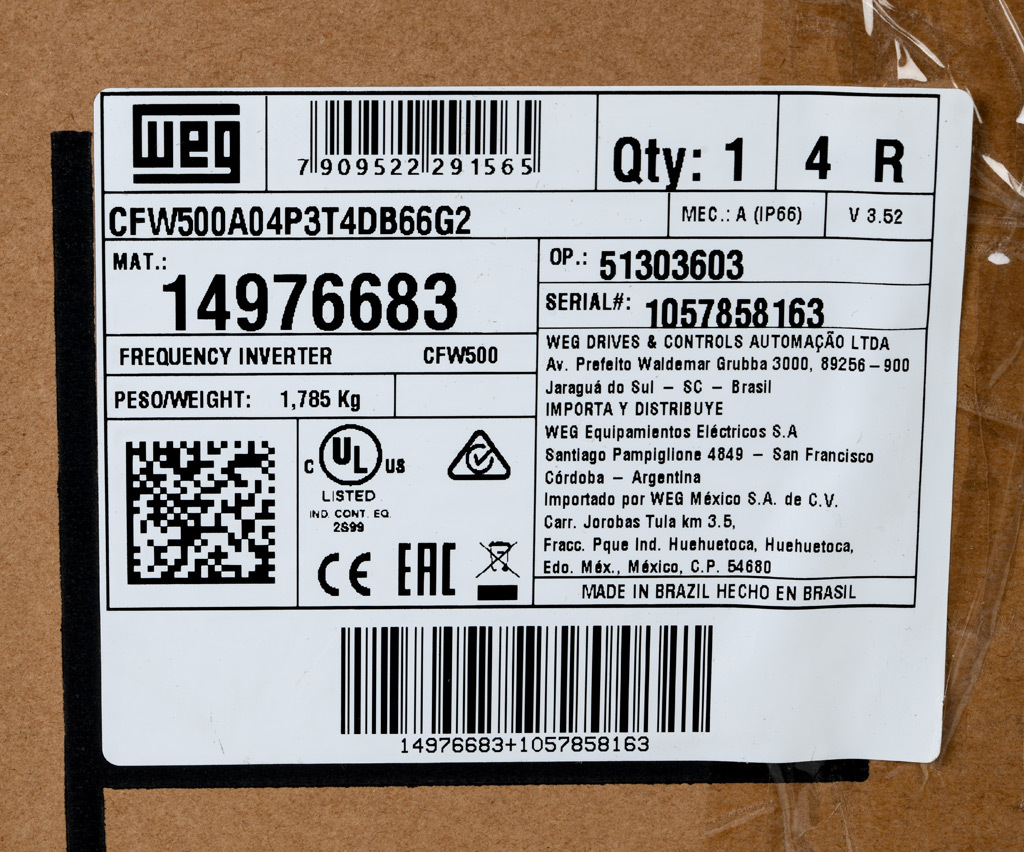 WEG
7 909522 291565
Qty: 1
4 R
CFW500A04P3T4DB66G2
MEC.: A (IP66)
V 3.52
MAT.:
14976683
OP.: 51303603
SERIAL#: 1057858163
FREQUENCY INVERTER CFW500
PESO/WEIGHT: 1,785 Kg
WEG DRIVES & CONTROLS AUTOMAÇÃO LTDA
Av. Prefeito Waldemar Grubba 3000, 89256-900
Jaraguá do Sul - SC - Brasil
IMPORTA Y DISTRIBUYE
WEG Equipamientos Eléctricos S.A
Santiago Pampiglione 4849 - San Francisco
Córdoba - Argentina
Importado por WEG México S.A. de C.V.
Carr. Jorobas Tula km 3.5,
Fracc. Pque Ind. Huehuetoca, Huehuetoca,
Edo. Méx., México, C.P. 54680
MADE IN BRAZIL HECHO EN BRASIL
C UL US
LISTED
IND. CONT. EQ.
2S99
CE EAC
14976683+1057858163